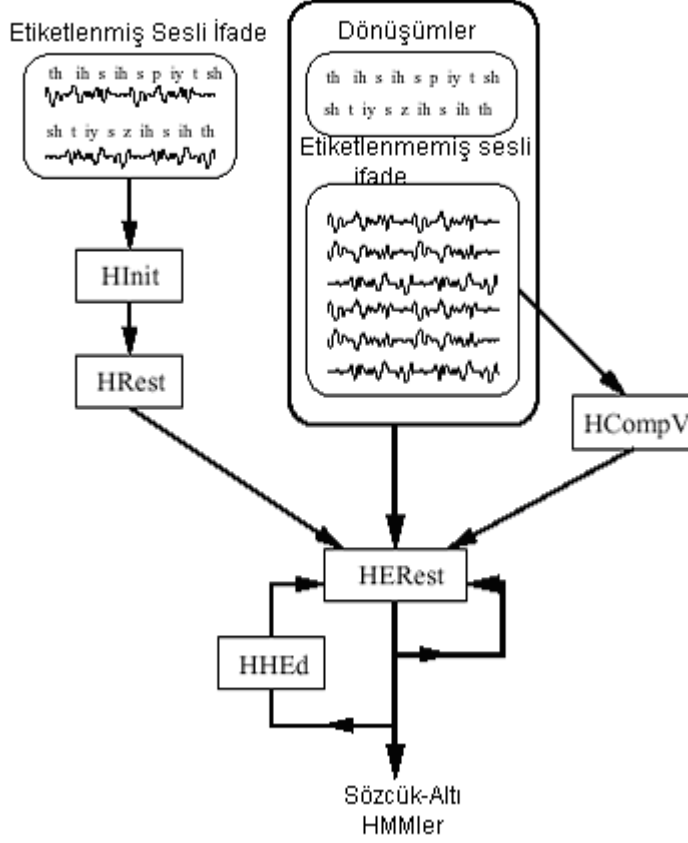 Etiketlenmiş Sesli İfade
th ih s ih s p iy t sh
sh t iy s z ih s ih th
HInit
HRest
Dönüşümler
th ih s ih s p iy t sh
sh t iy s z ih s ih th
Etiketlenmemiş sesli
ifade
HCompV
HERest
HHEd
Sözcük-Altı
HMMler